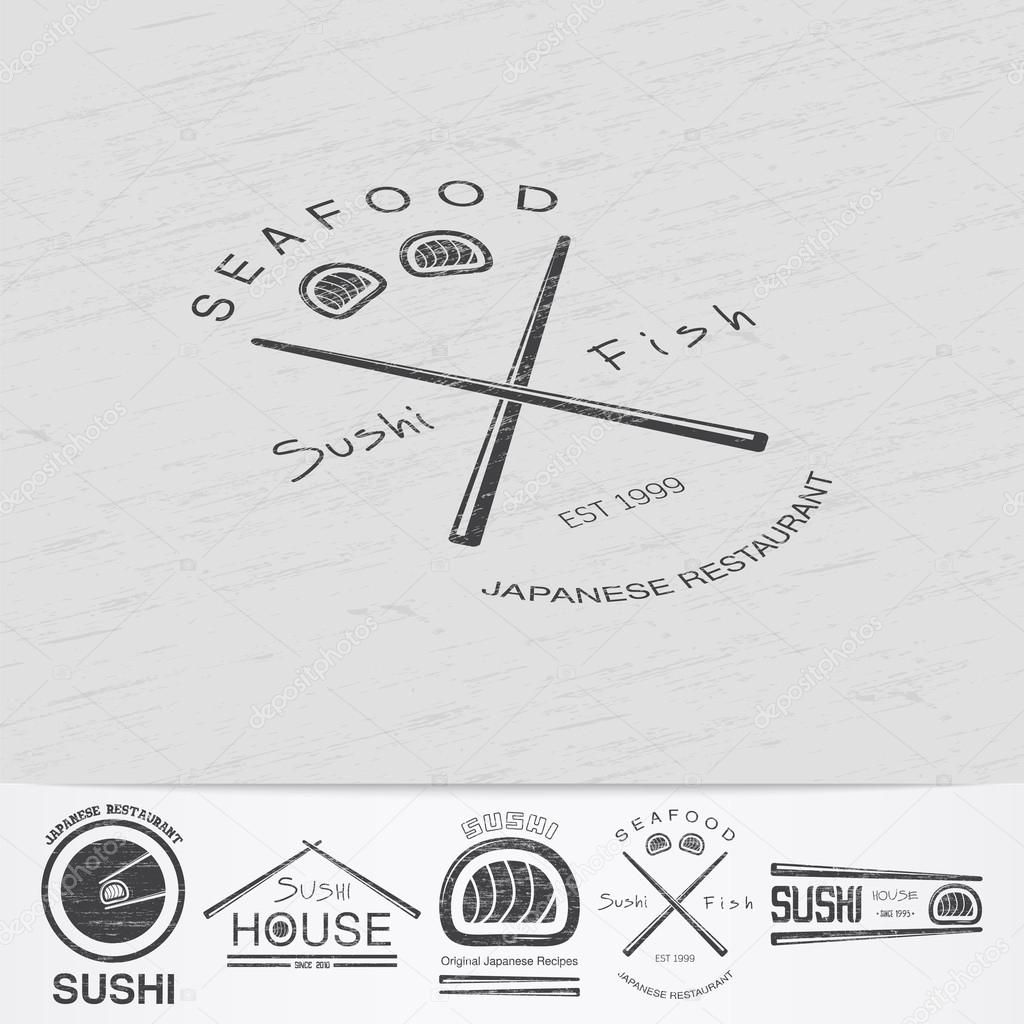 SEAFOOD
Sushi Fish
EST 1999
JAPANESE RESTAURANT
JAPANESE RESTAURANT
SUSHI
SUSHI
HOUSE
SINCE 2010
SUSHI
Original Japanese Recipes
SEAFOOD
Sushi Fish
EST 1999
JAPANESE RESTAURANT
SUSHI HOUSE
• SINCE 1995 •
depositphotos